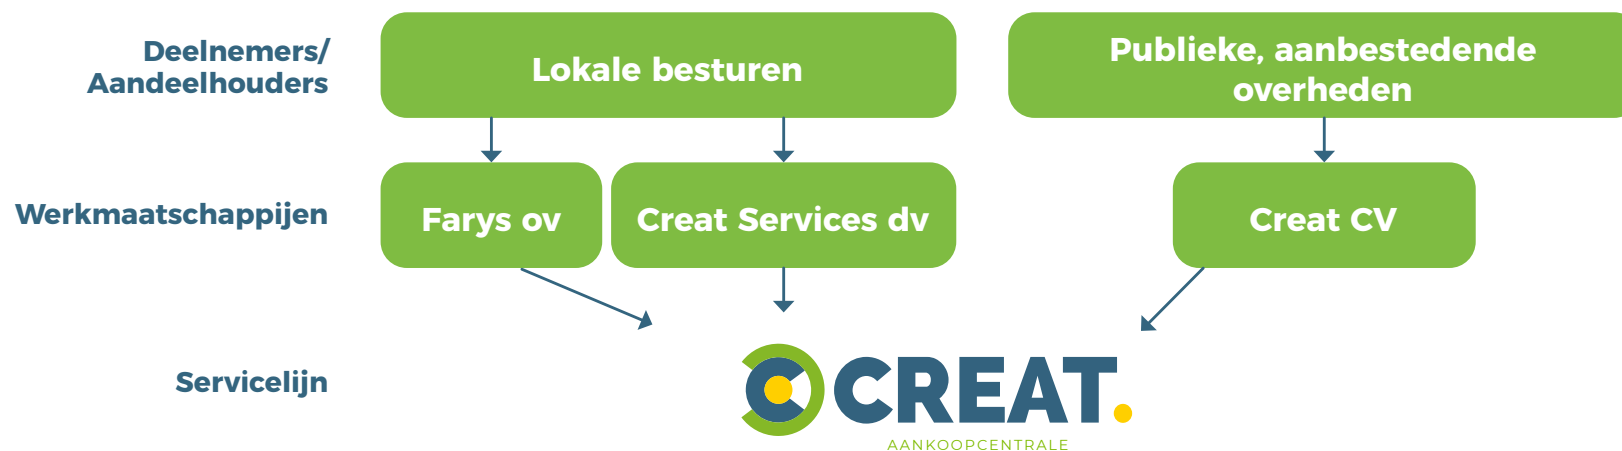 Deelnemers/
Aandeelhouders
Lokale besturen
Publieke, aanbestedende
overheden
Werkmaatschappijen
Farys ov
Creat Services dv
Creat CV
Servicelijn
CREAT.
AANKOOPCENTRALE